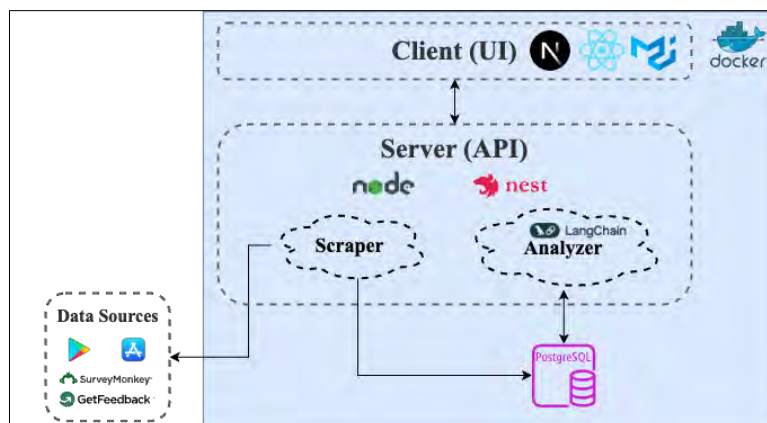 Client (UI)
docker
Server (API)
node
nest
LangChain
Scraper
Analyzer
Data Sources
SurveyMonkey
GetFeedback
PostgreSQL